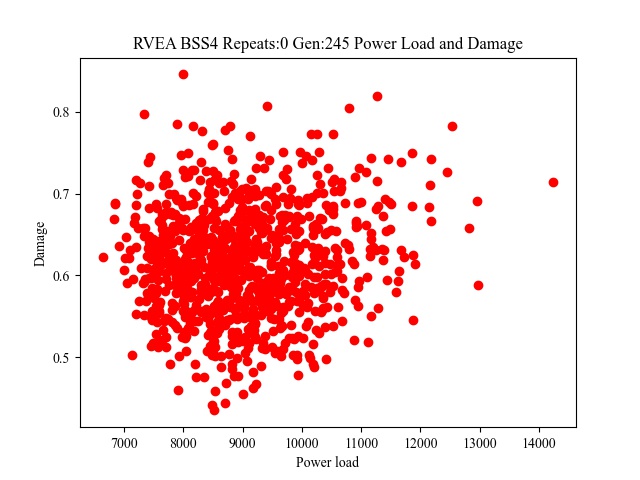 RVEA BSS4 Repeats:0 Gen:245 Power Load and Damage
0.8
0.7
0.6
0.5
Damage
7000 8000 9000 10000 11000 12000 13000 14000
Power load